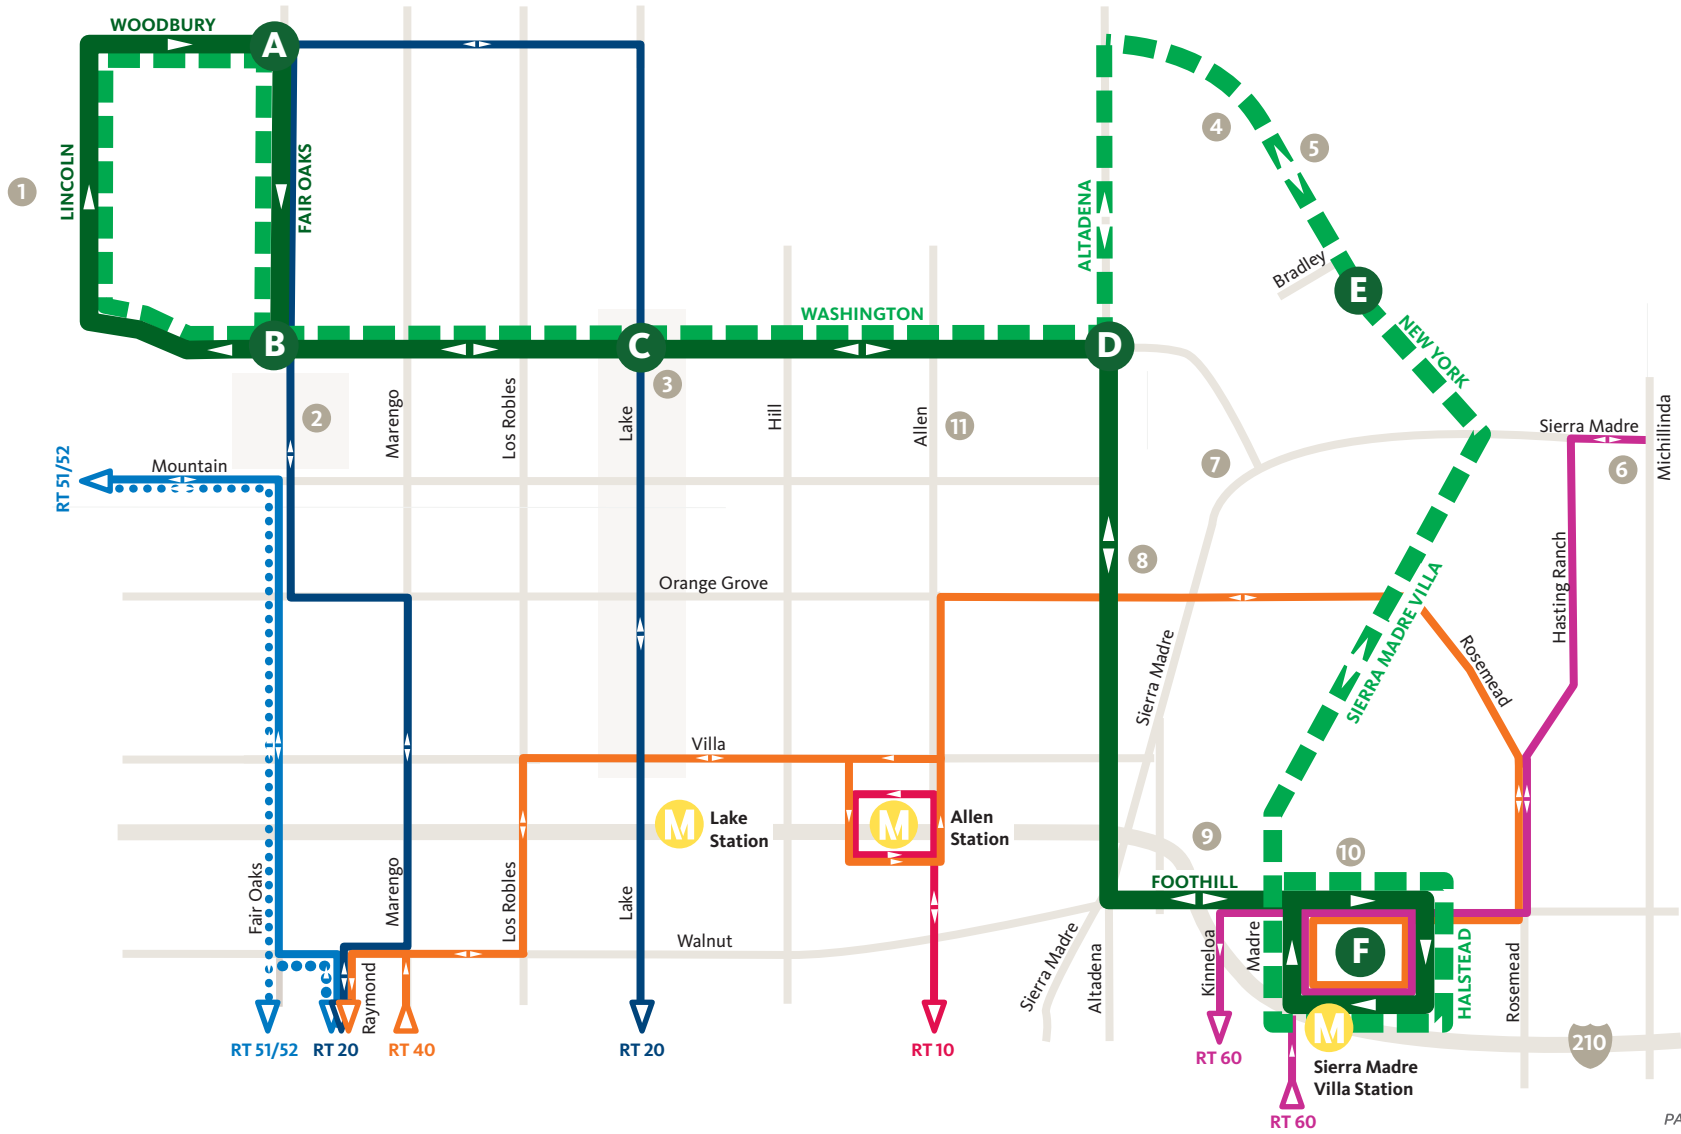 WOODBURY
A
LINCOLN
FAIR OAKS
1
4
5
ALTADENA
Bradley
E
WASHINGTON
B
C
D
NEW YORK
3
2
Marengo
Los Robles
Lake
Hill
Allen
11
Sierra Madre
Michillinda
6
7
RT 51/52
Mountain
8
Orange Grove
Hasting Ranch
SIERRA MADRE VILLA
Rosemead
Sierra Madre
Villa
M
Lake
Station
M
Allen
Station
9
10
FOOTHILL
Fair Oaks
Marengo
Los Robles
Lake
Walnut
Raymond
Sierra Madre
Altadena
Kinneloa
Madre
F
HALSTEAD
Rosemead
M
210
RT 51/52
RT 20
RT 40
RT 20
RT 10
RT 60
Sierra Madre
Villa Station
RT 60
PA